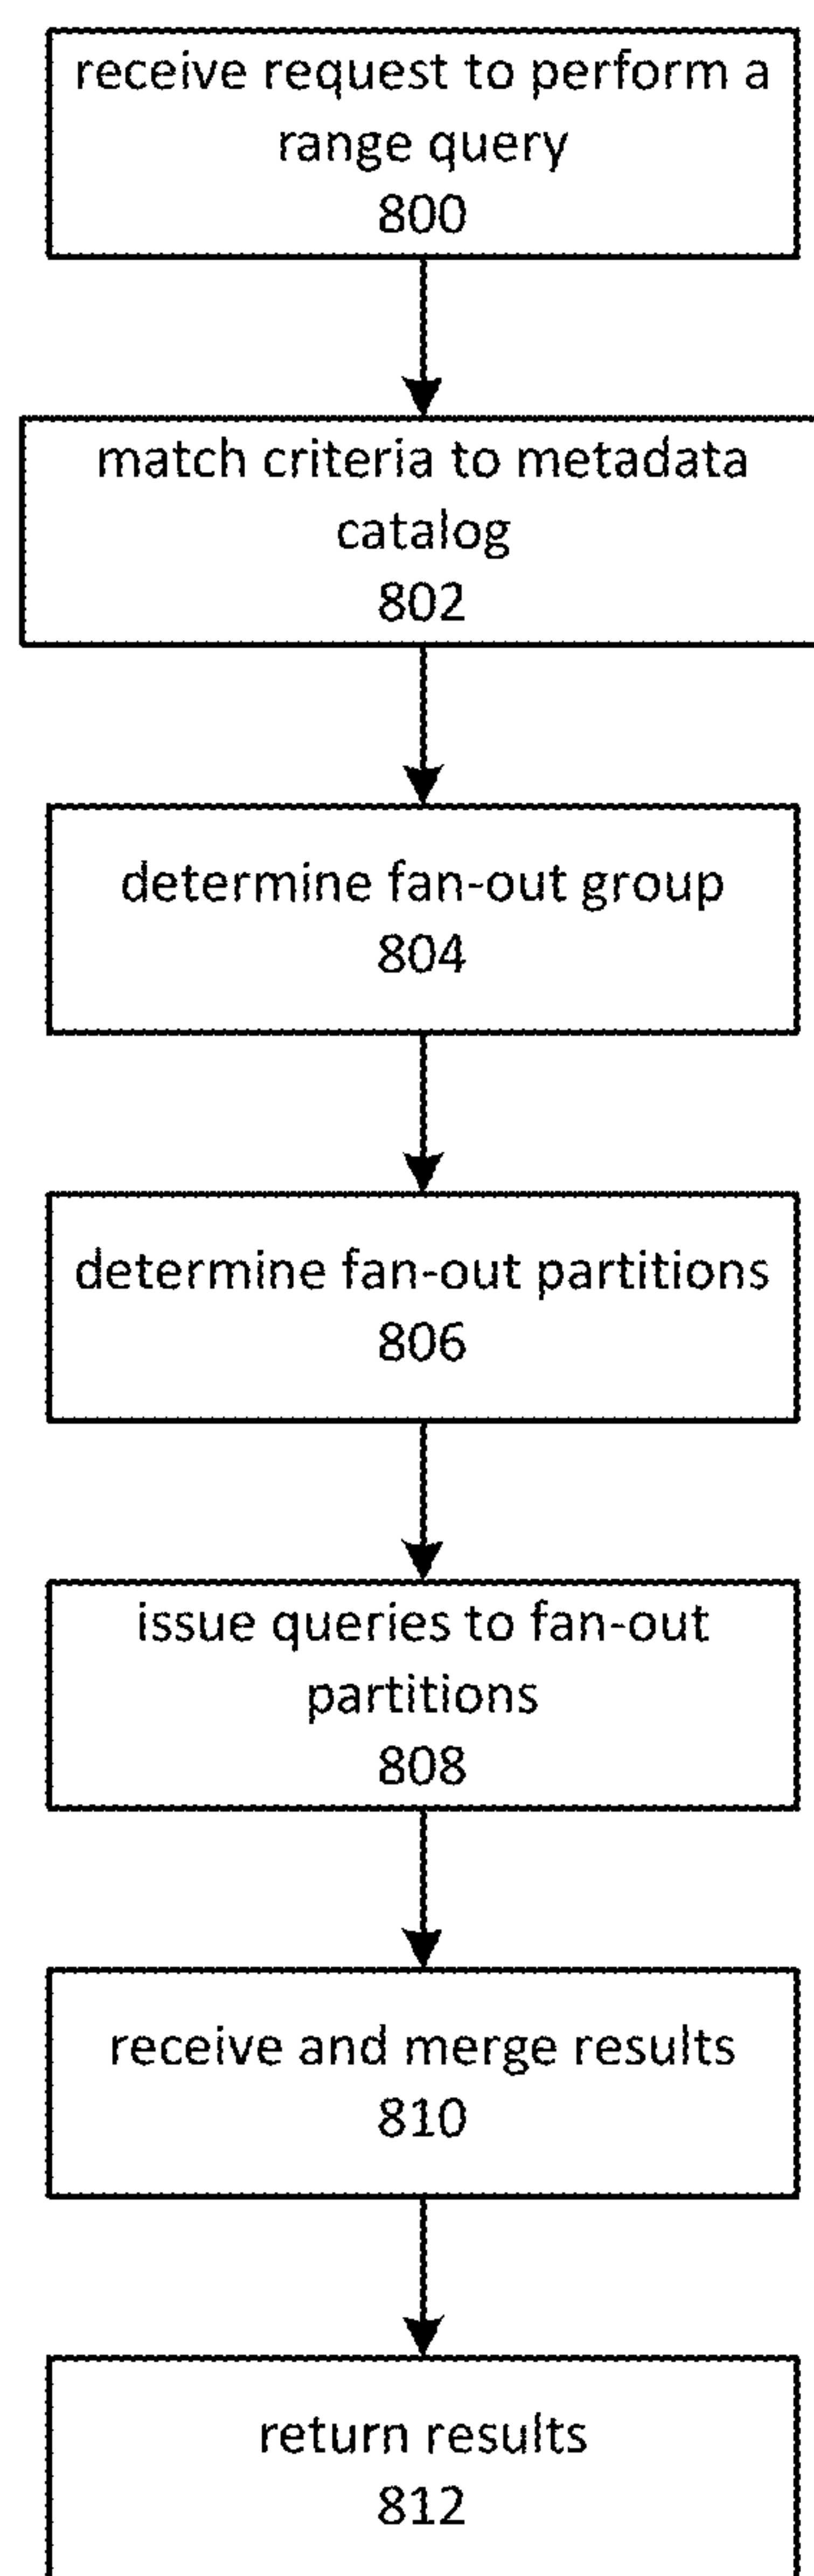 receive request to perform a
range query
800
match criteria to metadata
catalog
802
determine fan-out group
804
determine fan-out partitions
806
issue queries to fan-out
partitions
808
receive and merge results
810
return results
812